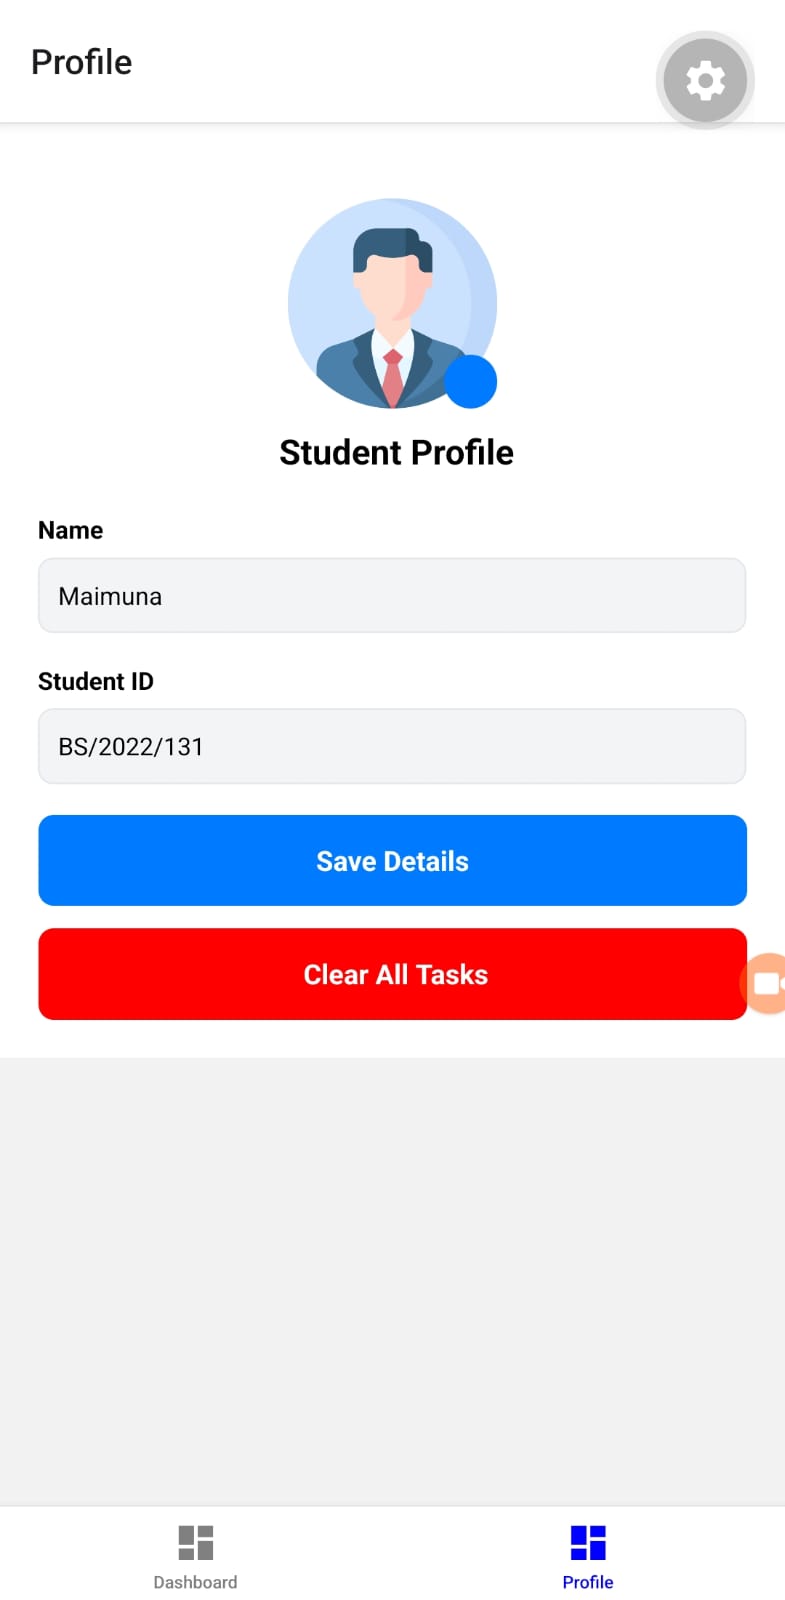 Profile
Student Profile
Name
Maimuna
Student ID
BS/2022/131
Save Details
Clear All Tasks
Dashboard
Profile